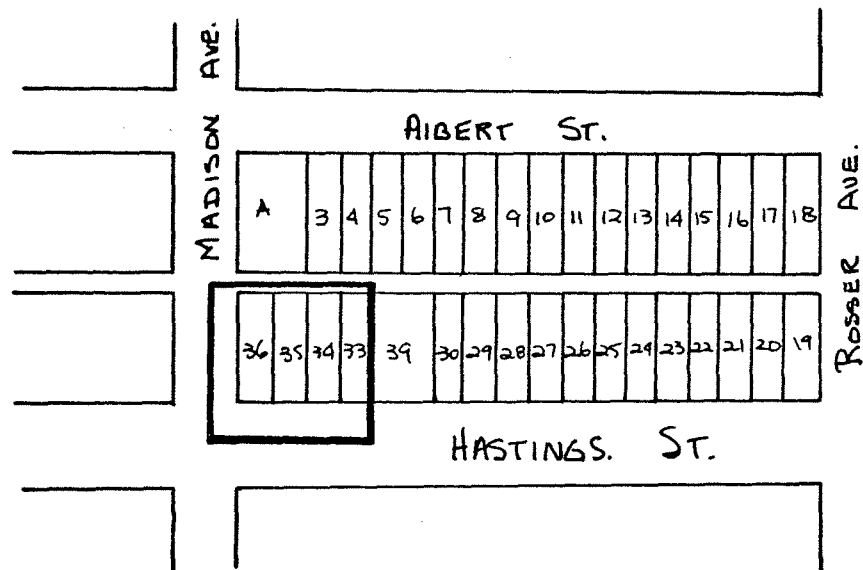 MADISON AVE.
AlBERT ST.
ROSSER AVE.
A 3 4 5 6 7 8 9 10 11 12 13 14 15 16 17 18
36 35 34 33 39 30 29 28 27 26 25 24 23 22 21 20 19
HASTINGS. ST.